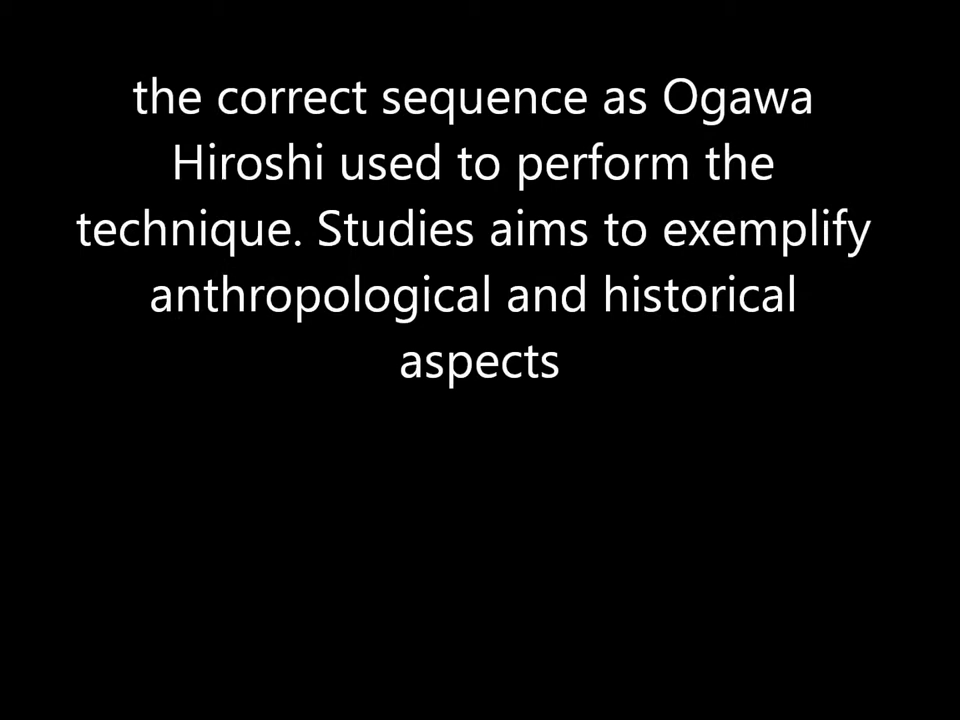 the correct sequence as Ogawa
Hiroshi used to perform the
technique. Studies aims to exemplify
anthropological and historical
aspects